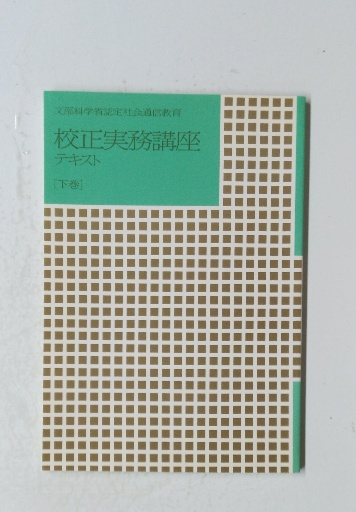 文部科学省認定社会通信教育
校正実務講座
テキスト
[下巻]